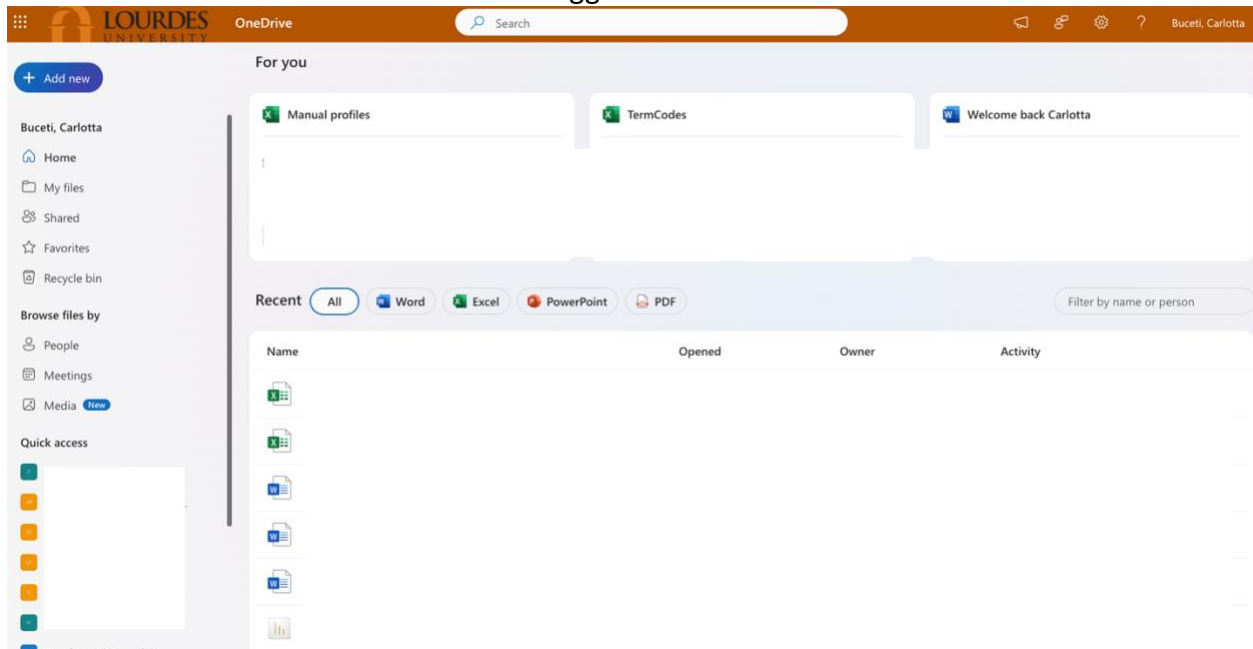 LOURDES
UNIVERSITY
OneDrive
Search
?
Buceti, Carlotta
+ Add new
Buceti, Carlotta
Home
My files
Shared
Favorites
Recycle bin
Browse files by
People
Meetings
Media New
Quick access
For you
Manual profiles
TermCodes
Welcome back Carlotta
Recent All Word Excel PowerPoint PDF
Filter by name or person
Name Opened Owner Activity